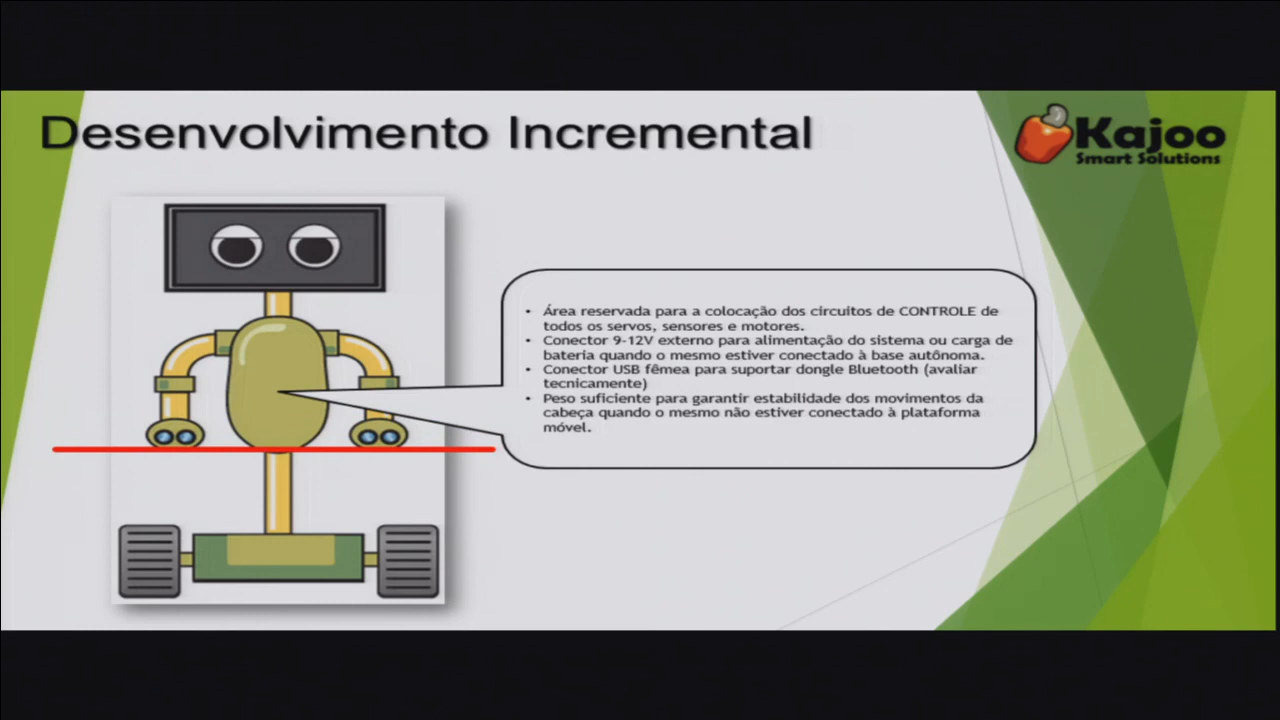 Desenvolvimento Incremental
Kajoo
Smart Solutions
• Área reservada para a colocação dos circuitos de CONTROLE de
todos os servos, sensores e motores.
• Conector 9-12V externo para alimentação do sistema ou carga de
bateria quando o mesmo estiver conectado à base autônoma.
• Conector USB fêmea para suportar dongle Bluetooth (avaliar
tecnicamente)
• Peso suficiente para garantir estabilidade dos movimentos da
cabeça quando o mesmo não estiver conectado à plataforma
móvel.